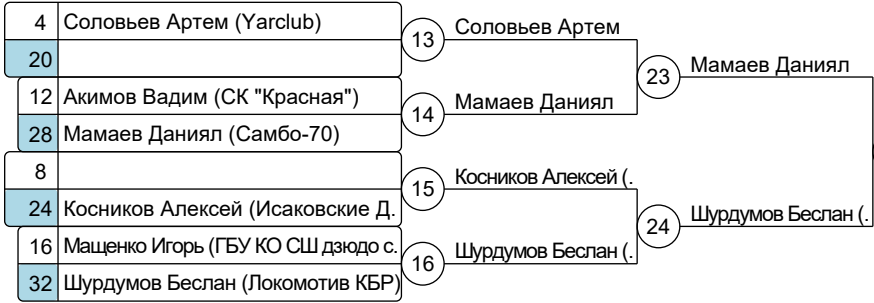 4 Соловьев Артем (Yarclub)
20
13 Соловьев Артем
12 Акимов Вадим (СК "Красная")
28 Мамаев Даниял (Самбо-70)
14 Мамаев Даниял
23 Мамаев Даниял
8
24 Косников Алексей (Исаковские Д.
15 Косников Алексей (.
16 Мащенко Игорь (ГБУ КО СШ дзюдо с.
32 Шурдумов Беслан (Локомотив КБР)
16 Шурдумов Беслан (.
24 Шурдумов Беслан (.